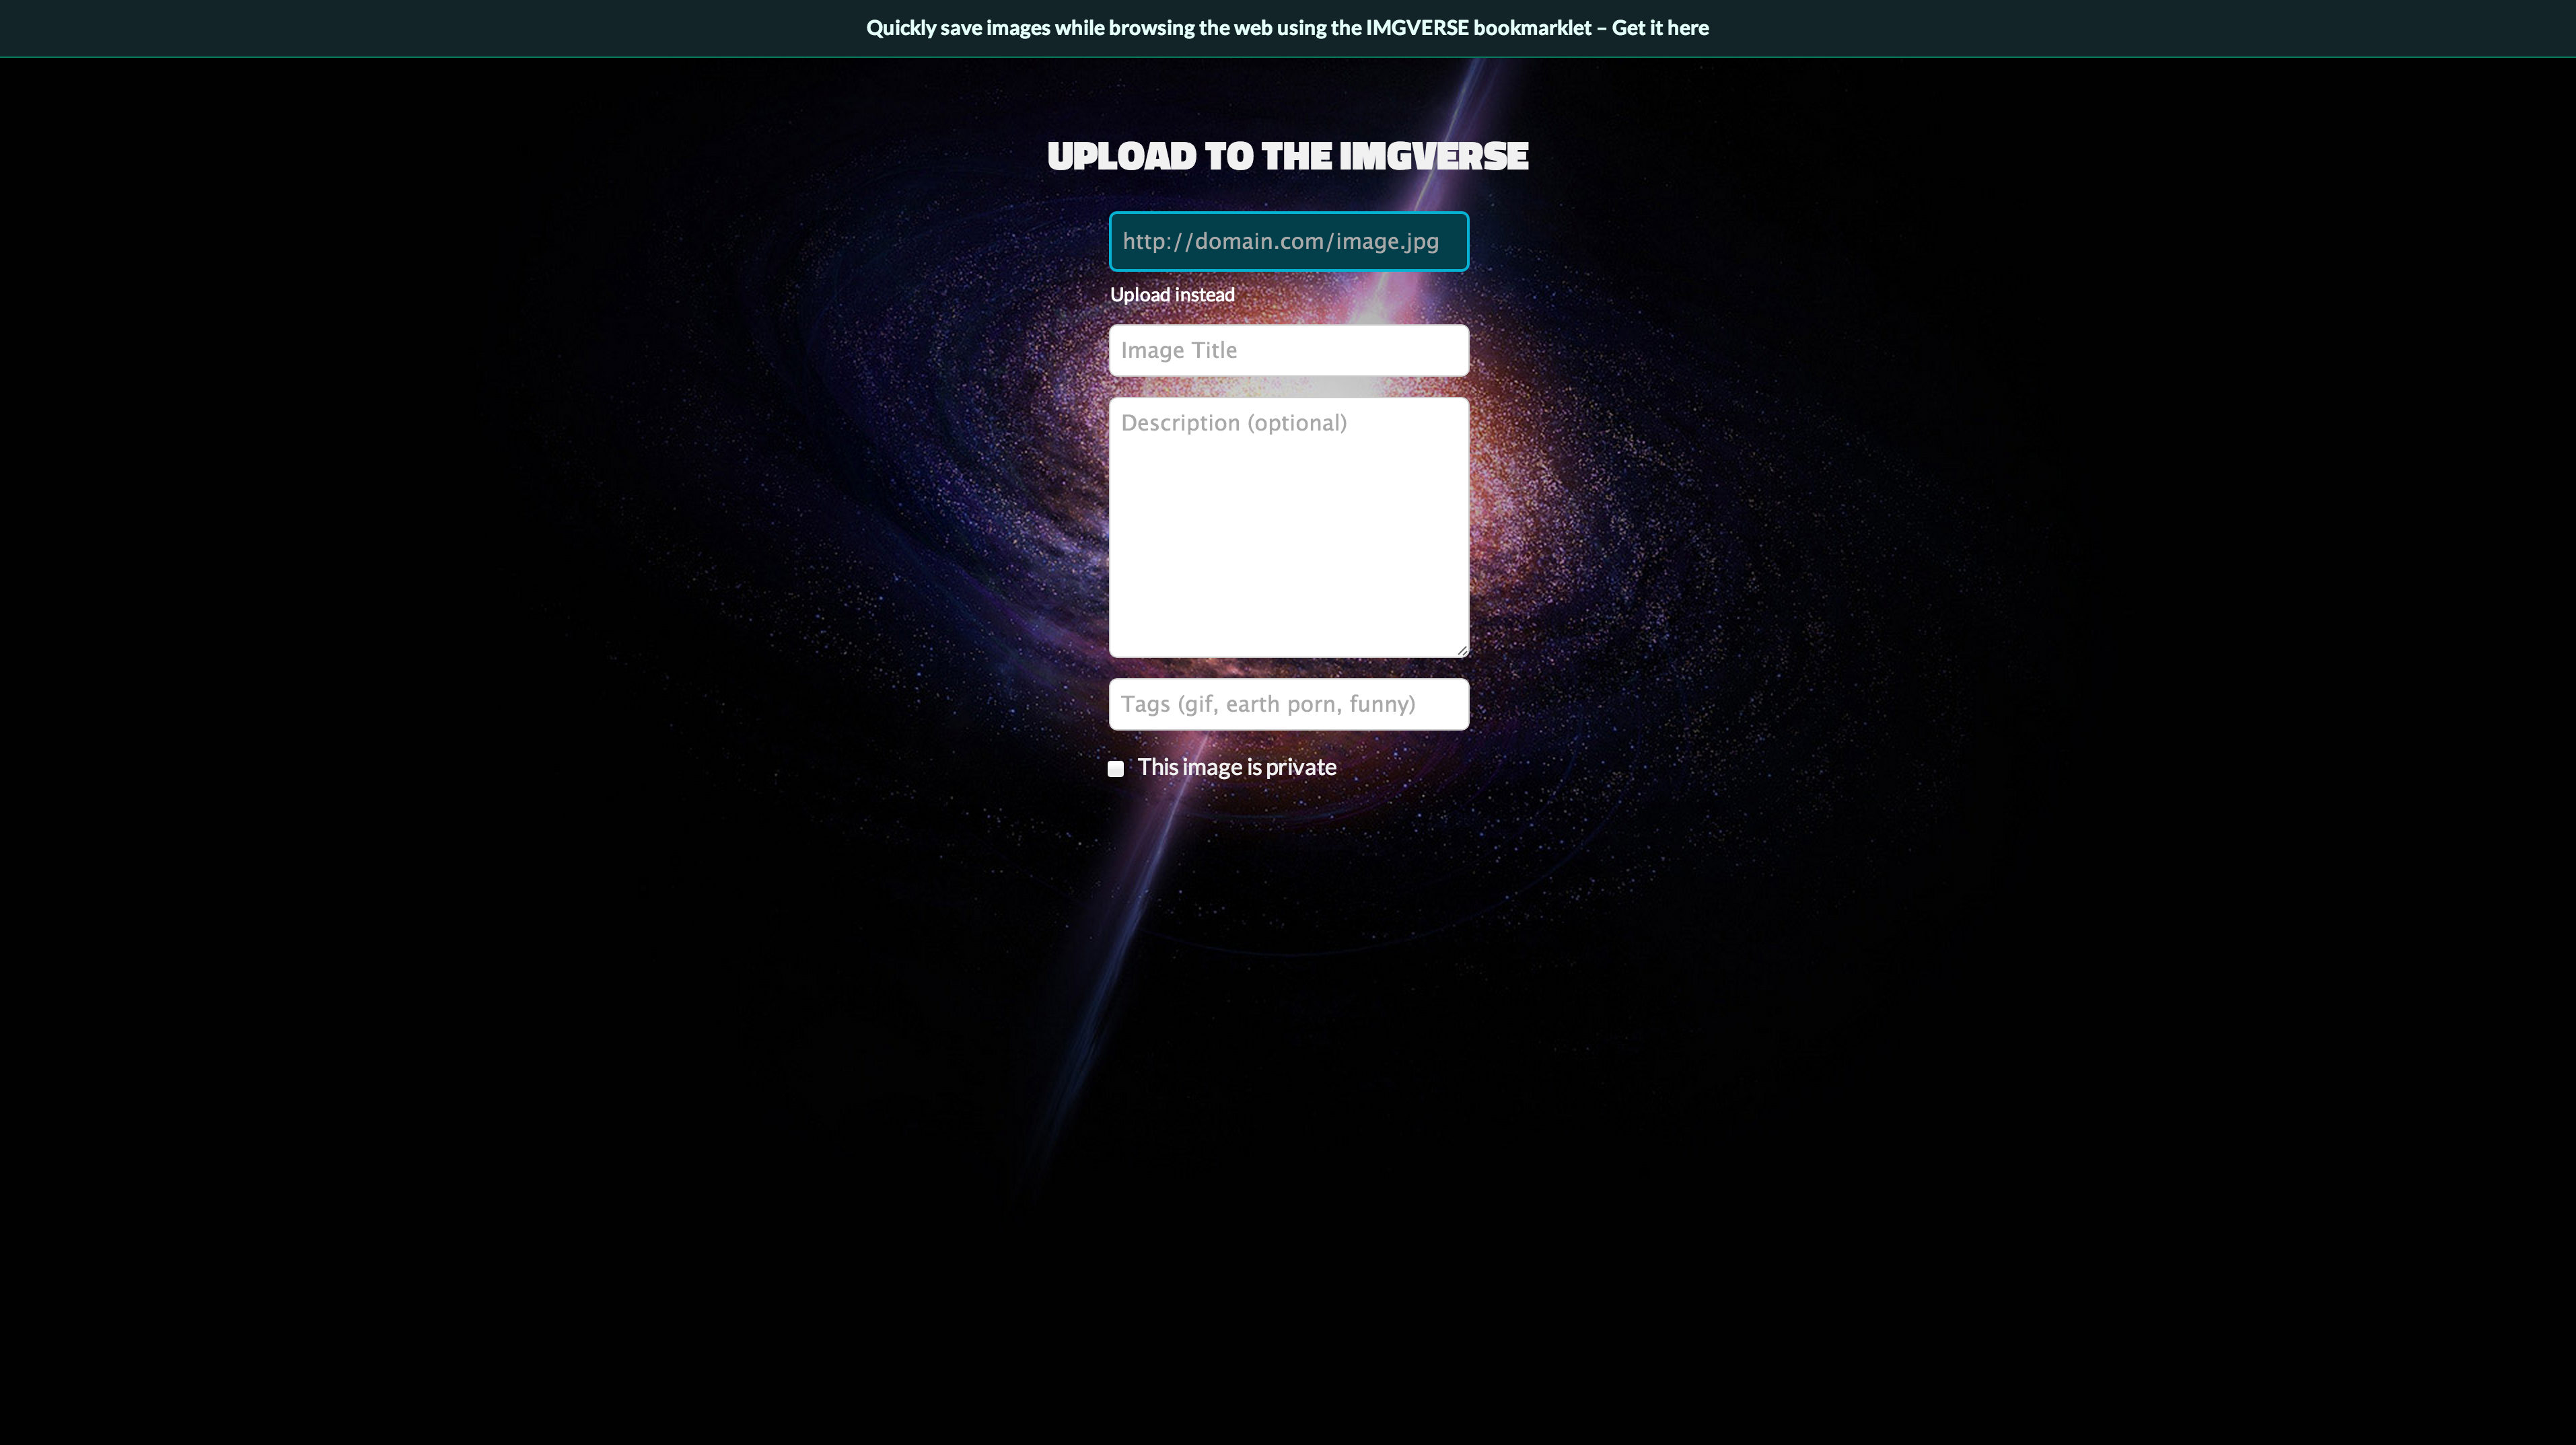 Quickly save images while browsing the web using the IMGVERSE bookmarklet – Get it here
UPLOAD TO THE IMGVERSE
http://domain.com/image.jpg
Upload instead
Image Title
Description (optional)
Tags (gif, earth porn, funny)
This image is private